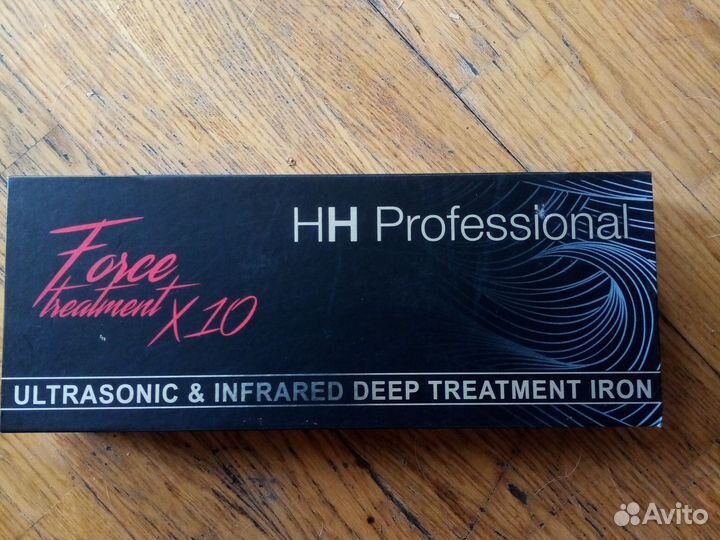 HH Professional
Force
treatment
X10
ULTRASONIC & INFRARED DEEP TREATMENT IRON
Avito